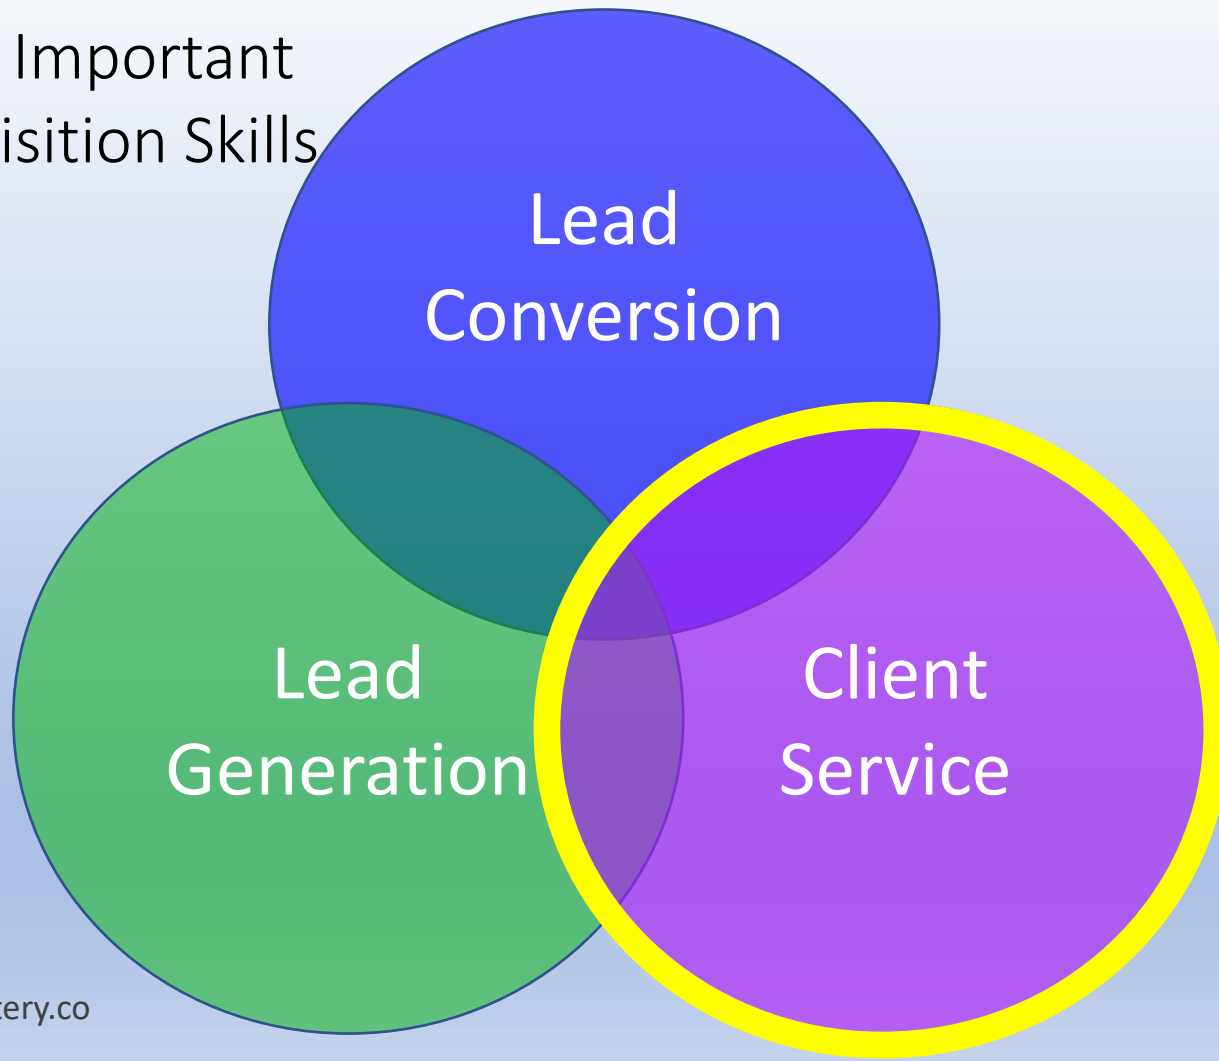 Important
isition Skills
Lead
Conversion
Lead
Generation
Client
Service
tery.co